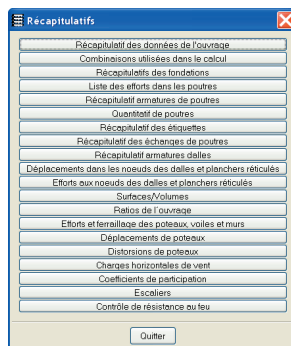 Récapitulatifs
Récapitulatif des données de l'ouvrage
Combinaisons utilisées dans le calcul
Récapitulatifs des fondations
Liste des efforts dans les poutres
Récapitulatif armatures de poutres
Quantitatif de poutres
Récapitulatif des étiquettes
Récapitulatif des échanges de poutres
Récapitulatif armatures dalles
Déplacements dans les noeuds des dalles et planchers réticulés
Efforts aux noeuds des dalles et planchers réticulés
Surfaces/Volumes
Ratios de l'ouvrage
Efforts et ferraillage des poteaux, voiles et murs
Déplacements de poteaux
Distorsions de poteaux
Charges horizontales de vent
Coefficients de participation
Escaliers
Contrôle de résistance au feu
Quitter